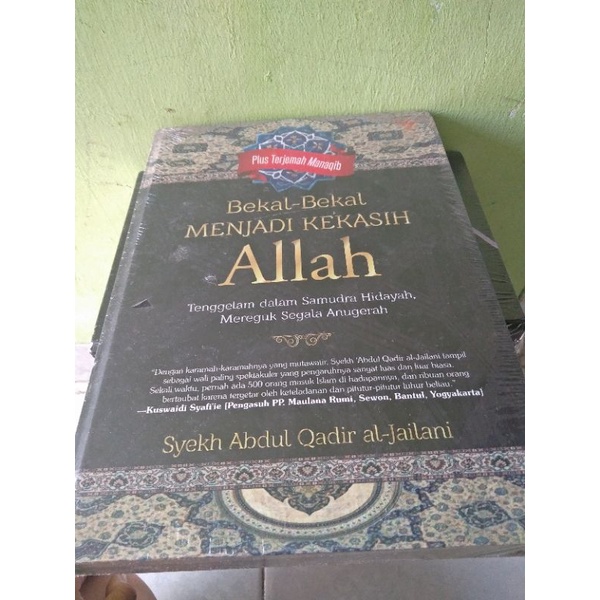 Plus Terjemah Manaqib
Bekal-Bekal
MENJADI KEKASIH
Allah
Tenggelam dalam Samudra Hidayah,
Mereguk Segala Anugerah
"Dengan karamah-karamahnya yang mutawatir, Syekh 'Abdul Qadir al-Jailani tampil
sebagai wali paling spektakuler yang pengaruhnya sangat luas dan luar biasa.
Sekali waktu, pernah ada 500 orang masuk Islam di hadapannya, dan ribuan orang
bertaubat karena tergetar oleh keteladanan dan pitutur-pitutur luhur beliau."
—Kuswaidi Syafi'ie [Pengasuh PP. Maulana Rumi, Sewon, Bantul, Yogyakarta]
Syekh Abdul Qadir al-Jailani